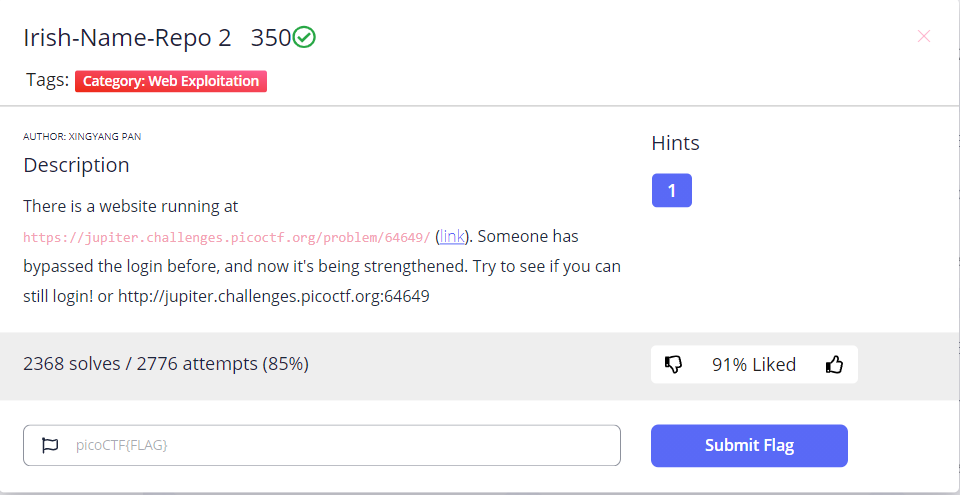 Irish-Name-Repo 2 350
Tags: Category: Web Exploitation
AUTHOR: XINGYANG PAN
Description
There is a website running at
https://jupiter.challenges.picoctf.org/problem/64649/ (link). Someone has
bypassed the login before, and now it's being strengthened. Try to see if you can
still login! or http://jupiter.challenges.picoctf.org:64649
Hints
1
2368 solves / 2776 attempts (85%)
91% Liked
picoCTF{FLAG}
Submit Flag